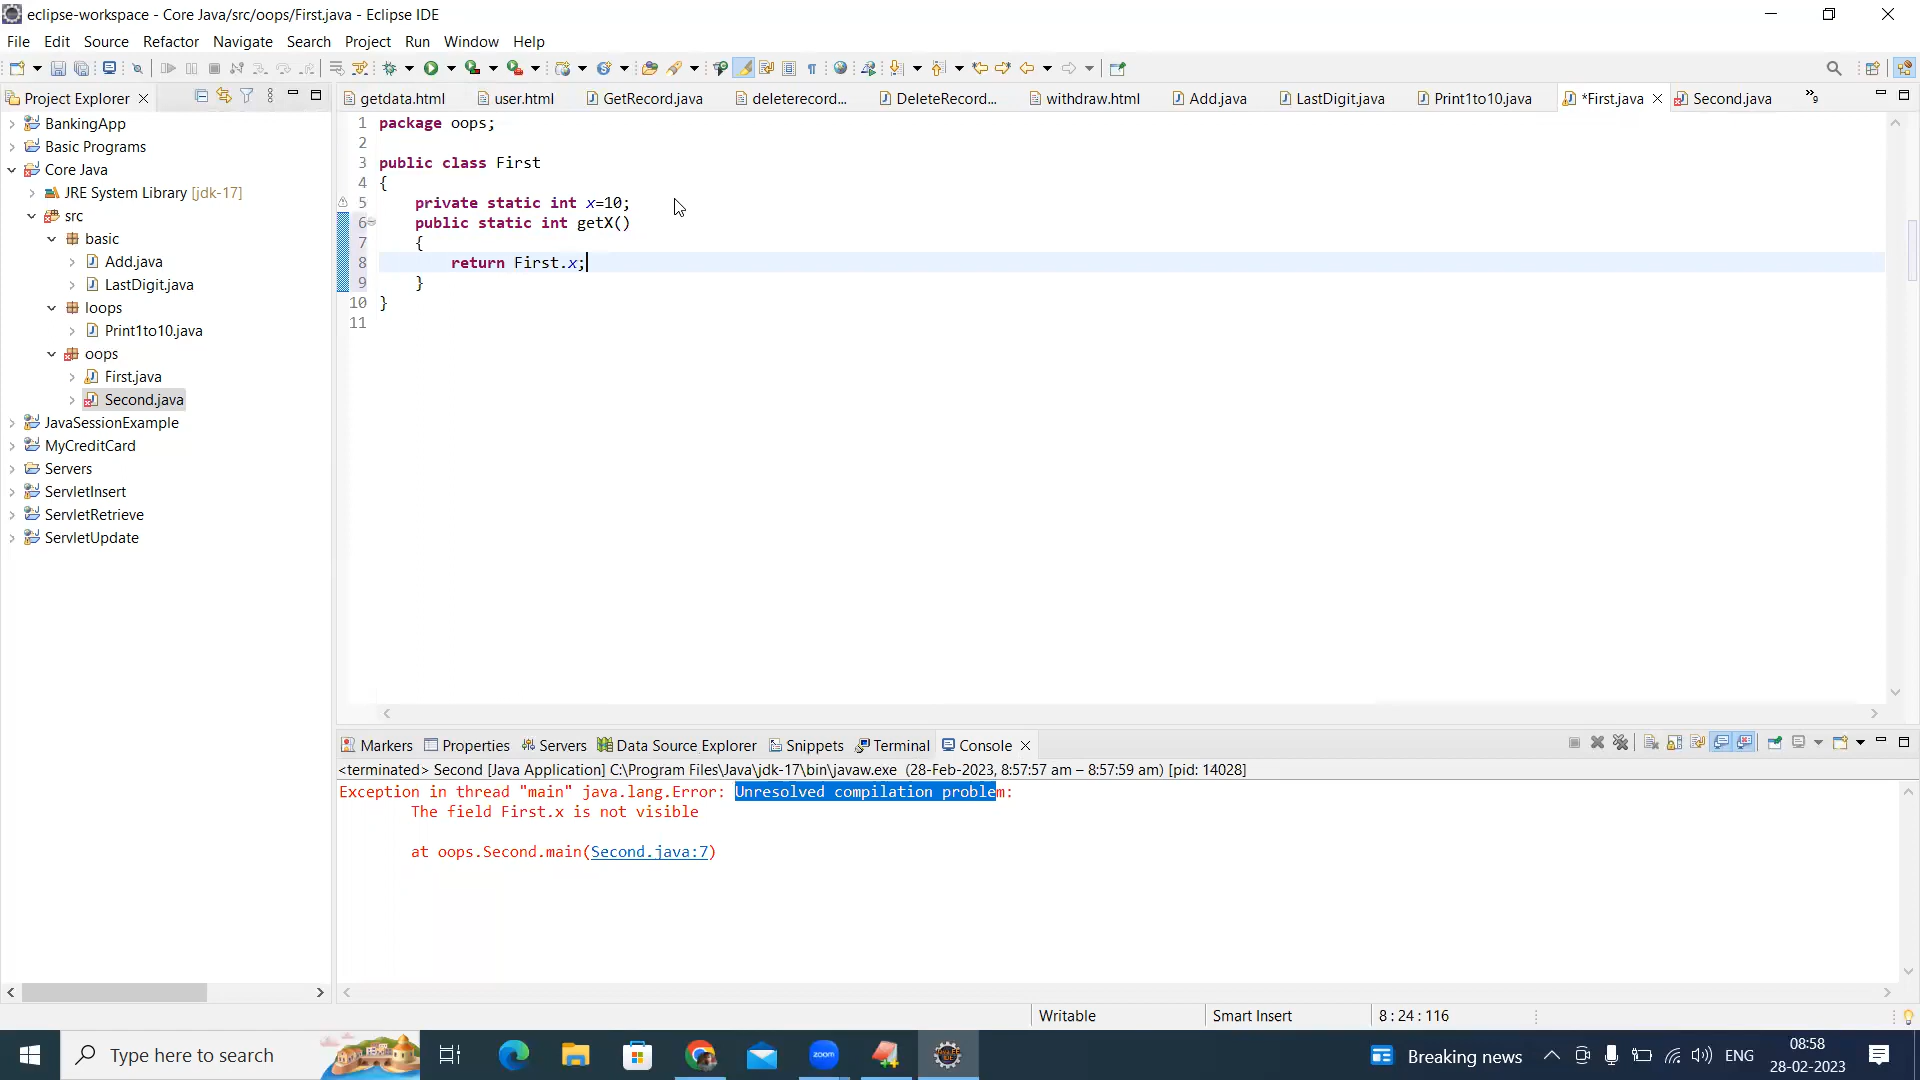 eclipse-workspace - Core Java/src/oops/First.java - Eclipse IDE
File Edit Source Refactor Navigate Search Project Run Window Help
Project Explorer
getdata.html user.html GetRecord.java deleterecord... DeleteRecord... withdraw.html Add.java LastDigit.java Print1to10.java *First.java Second.java »9
BankingApp
Basic Programs
Core Java
JRE System Library [jdk-17]
src
basic
Add.java
LastDigit.java
loops
Print1to10.java
oops
First.java
Second.java
JavaSessionExample
MyCreditCard
Servers
ServletInsert
ServletRetrieve
ServletUpdate
1 package oops;
2
3 public class First
4 {
5 private static int x=10;
6 public static int getX()
7 {
8 return First.x;
9 }
10 }
11
Markers Properties Servers Data Source Explorer Snippets Terminal Console
<terminated> Second [Java Application] C:\Program Files\Java\jdk-17\bin\javaw.exe (28-Feb-2023, 8:57:57 am – 8:57:59 am) [pid: 14028]
Exception in thread "main" java.lang.Error: Unresolved compilation problem:
The field First.x is not visible
at oops.Second.main(Second.java:7)
Writable Smart Insert 8 : 24 : 116
Type here to search
zoom
Breaking news
ENG
08:58
28-02-2023